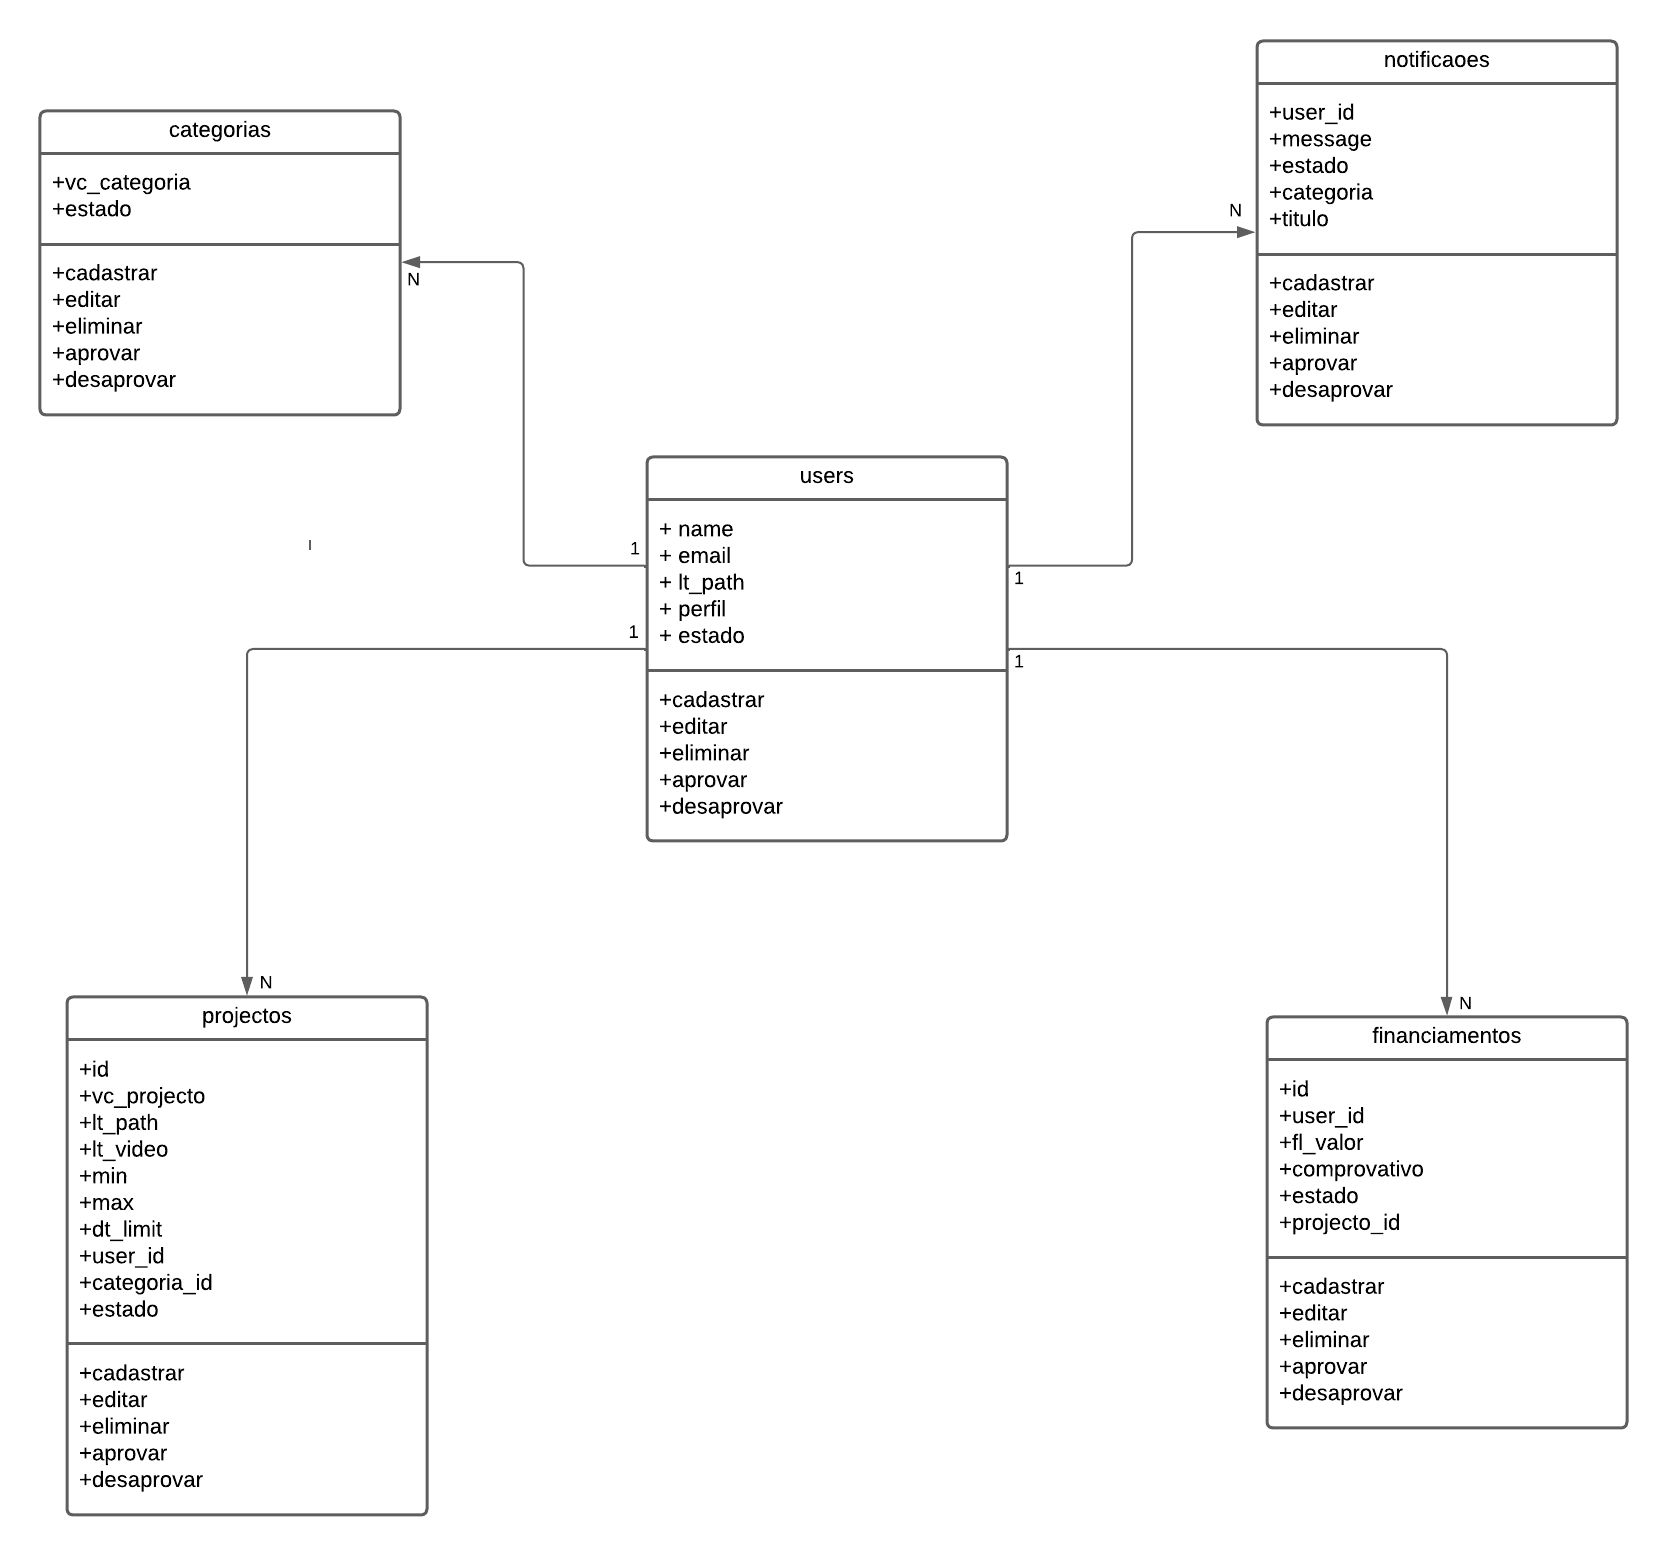 categorias
+vc_categoria
+estado
+cadastrar
+editar
+eliminar
+aprovar
+desaprovar
N
notificaoes
+user_id
+message
+estado
+categoria
+titulo
+cadastrar
+editar
+eliminar
+aprovar
+desaprovar
N
users
+ name
+ email
+ lt_path
+ perfil
+ estado
+cadastrar
+editar
+eliminar
+aprovar
+desaprovar
1
1
1
1
N
projectos
+id
+vc_projecto
+lt_path
+lt_video
+min
+max
+dt_limit
+user_id
+categoria_id
+estado
+cadastrar
+editar
+eliminar
+aprovar
+desaprovar
N
financiamentos
+id
+user_id
+fl_valor
+comprovativo
+estado
+projecto_id
+cadastrar
+editar
+eliminar
+aprovar
+desaprovar